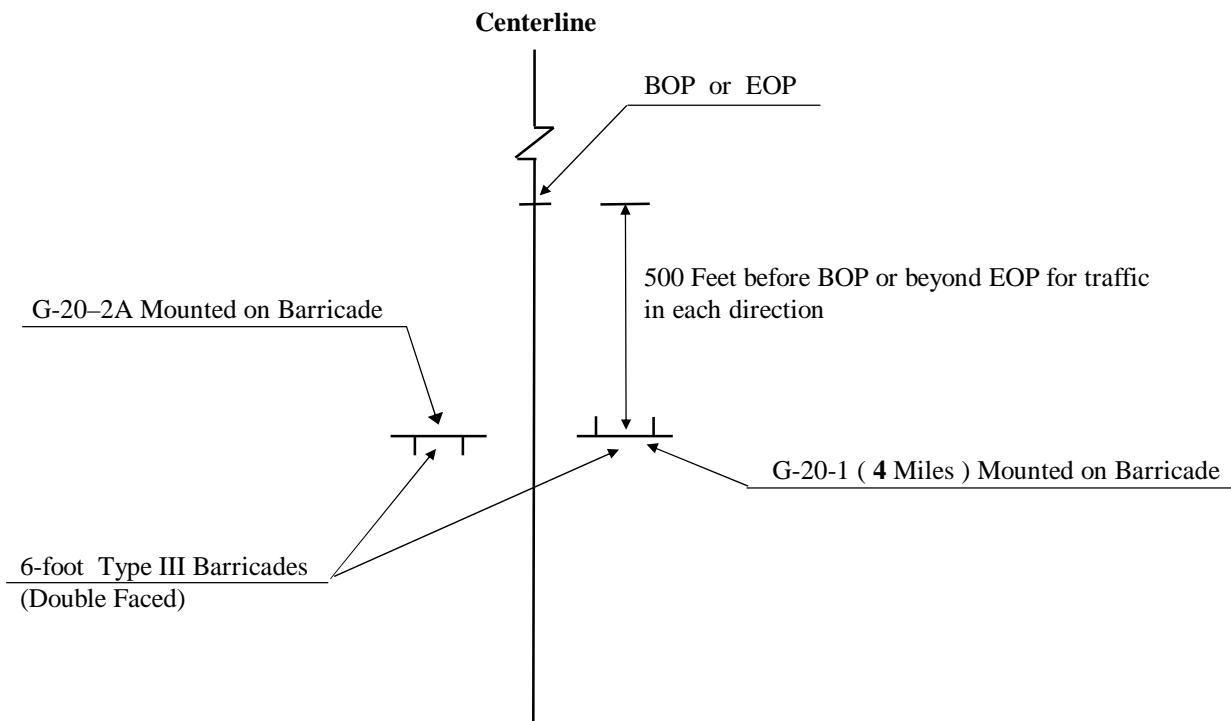 Centerline
BOP or EOP
500 Feet before BOP or beyond EOP for traffic
in each direction
G-20–2A Mounted on Barricade
G-20-1 ( 4 Miles ) Mounted on Barricade
6-foot Type III Barricades
(Double Faced)